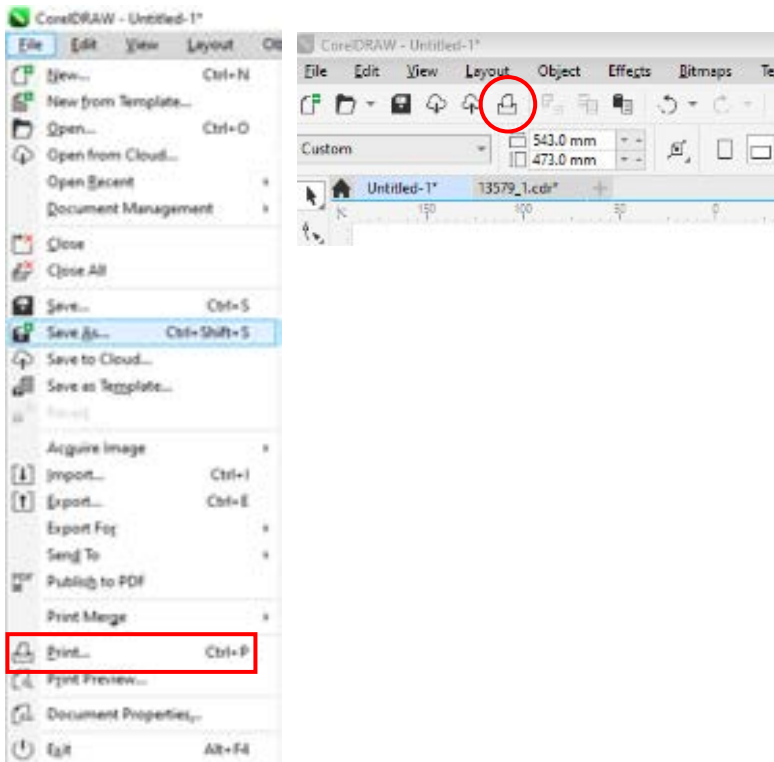 CorelDRAW - Untitled-1*
File Edit View Layout
New... Ctrl+N
New from Template...
Open... Ctrl+O
Open from Cloud...
Open Recent
Document Management
Close
Close All
Save... Ctrl+S
Save As... Ctrl+Shift+S
Save to Cloud...
Save as Template...
Acquire Image
Import... Ctrl+I
Export... Ctrl+E
Export For
Send To
Publish to PDF
Print Merge
Print... Ctrl+P
Print Preview...
Document Properties...
Exit Alt+F4
CorelDRAW - Untitled-1*
File Edit View Layout Object Effects Bitmaps Te
Custom
543.0 mm
473.0 mm
Untitled-1* 13579_1.cdr*
150 100 50 0